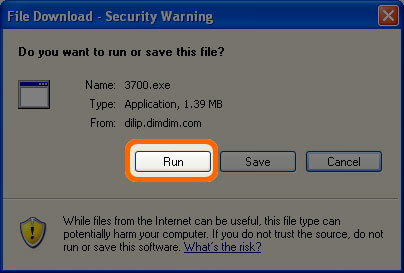 File Download - Security Warning
Do you want to run or save this file?
Name: 3700.exe
Type: Application, 1.39 MB
From: dilip.dimdim.com
Run Save Cancel
While files from the Internet can be useful, this file type can
potentially harm your computer. If you do not trust the source, do not
run or save this software. What's the risk?